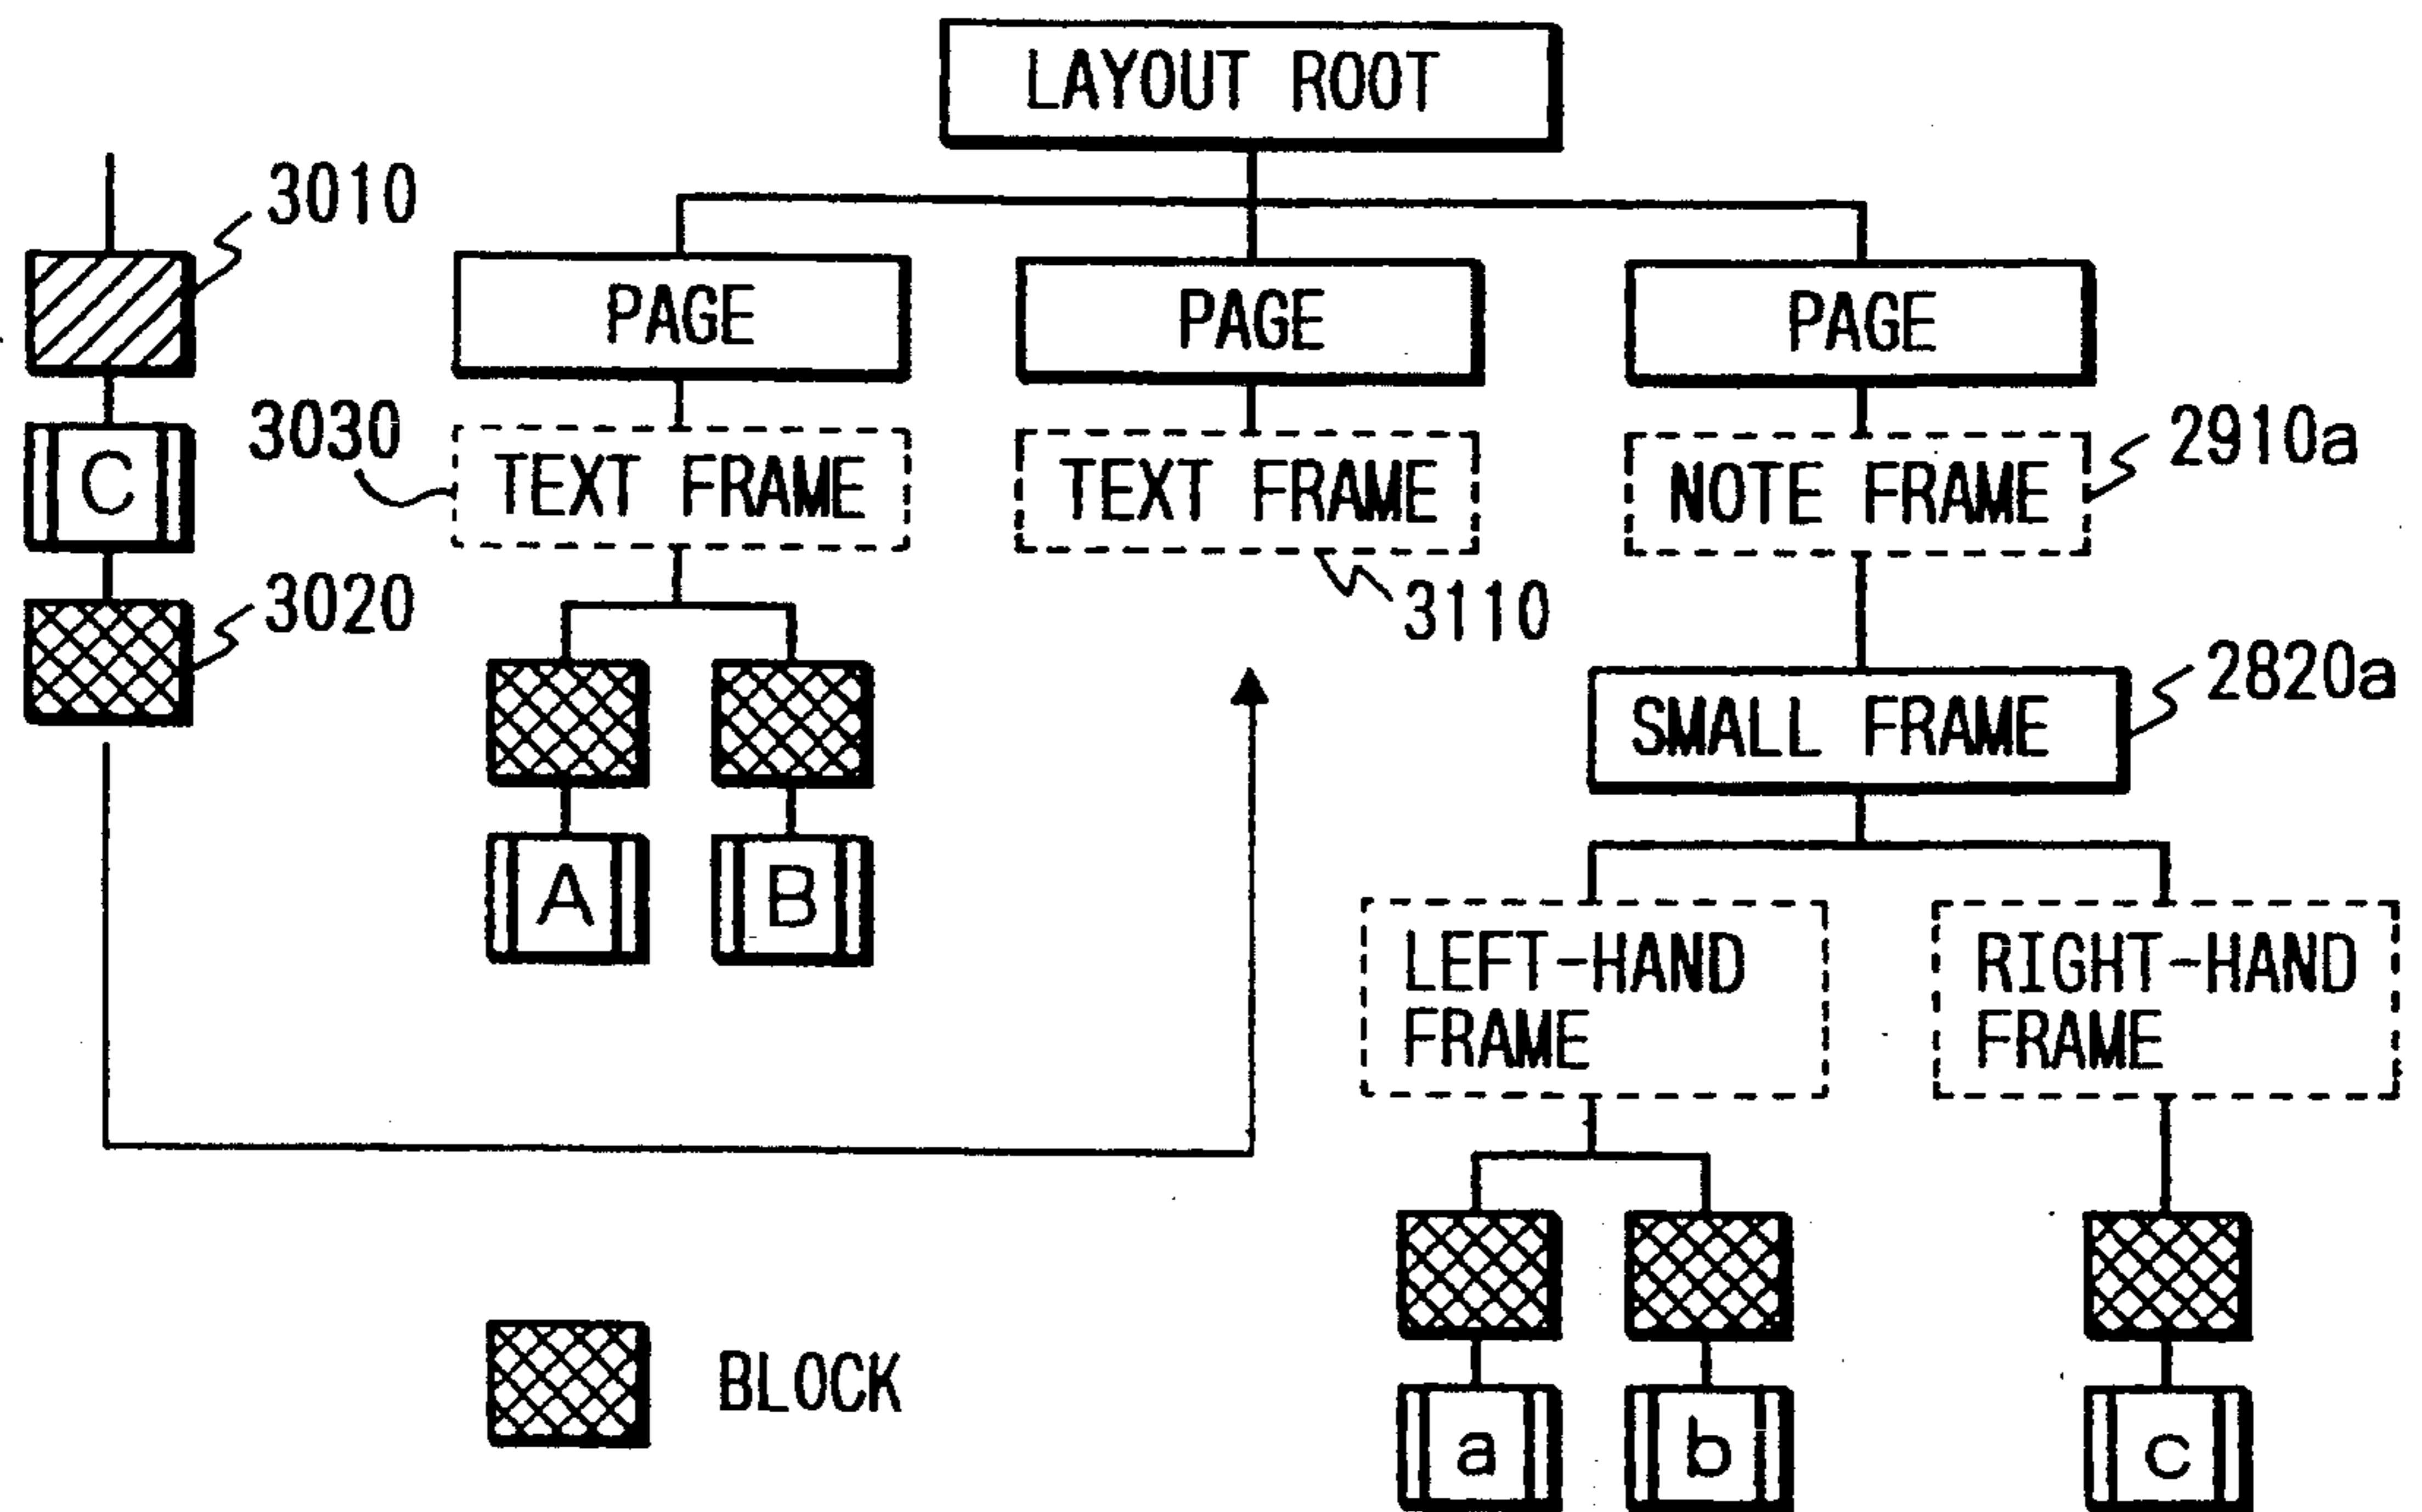 LAYOUT ROOT
3010
PAGE
PAGE
PAGE
C
3030
TEXT FRAME
TEXT FRAME
NOTE FRAME
2910a
3020
3110
SMALL FRAME
2820a
A
B
LEFT-HAND
FRAME
RIGHT-HAND
FRAME
BLOCK
a
b
c